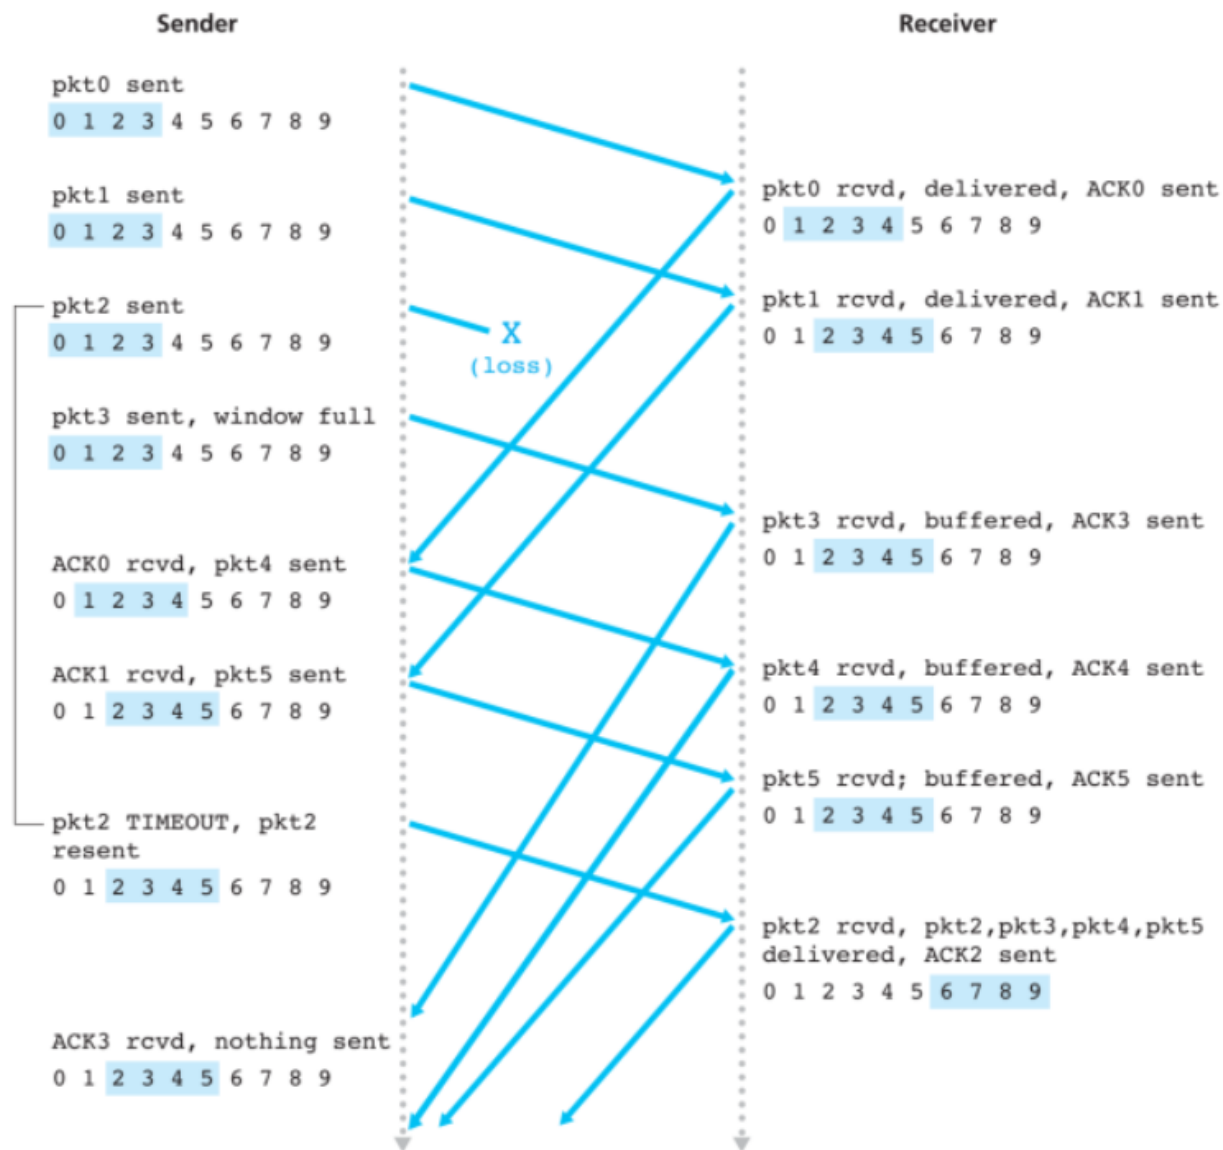 Sender
Receiver
pkt0 sent
0 1 2 3 4 5 6 7 8 9
pkt0 rcvd, delivered, ACK0 sent
0 1 2 3 4 5 6 7 8 9
pkt1 sent
0 1 2 3 4 5 6 7 8 9
pkt1 rcvd, delivered, ACK1 sent
0 1 2 3 4 5 6 7 8 9
pkt2 sent
0 1 2 3 4 5 6 7 8 9
X
(loss)
pkt3 sent, window full
0 1 2 3 4 5 6 7 8 9
pkt3 rcvd, buffered, ACK3 sent
0 1 2 3 4 5 6 7 8 9
ACK0 rcvd, pkt4 sent
0 1 2 3 4 5 6 7 8 9
pkt4 rcvd, buffered, ACK4 sent
0 1 2 3 4 5 6 7 8 9
ACK1 rcvd, pkt5 sent
0 1 2 3 4 5 6 7 8 9
pkt5 rcvd; buffered, ACK5 sent
0 1 2 3 4 5 6 7 8 9
pkt2 TIMEOUT, pkt2
resent
0 1 2 3 4 5 6 7 8 9
pkt2 rcvd, pkt2,pkt3,pkt4,pkt5
delivered, ACK2 sent
0 1 2 3 4 5 6 7 8 9
ACK3 rcvd, nothing sent
0 1 2 3 4 5 6 7 8 9